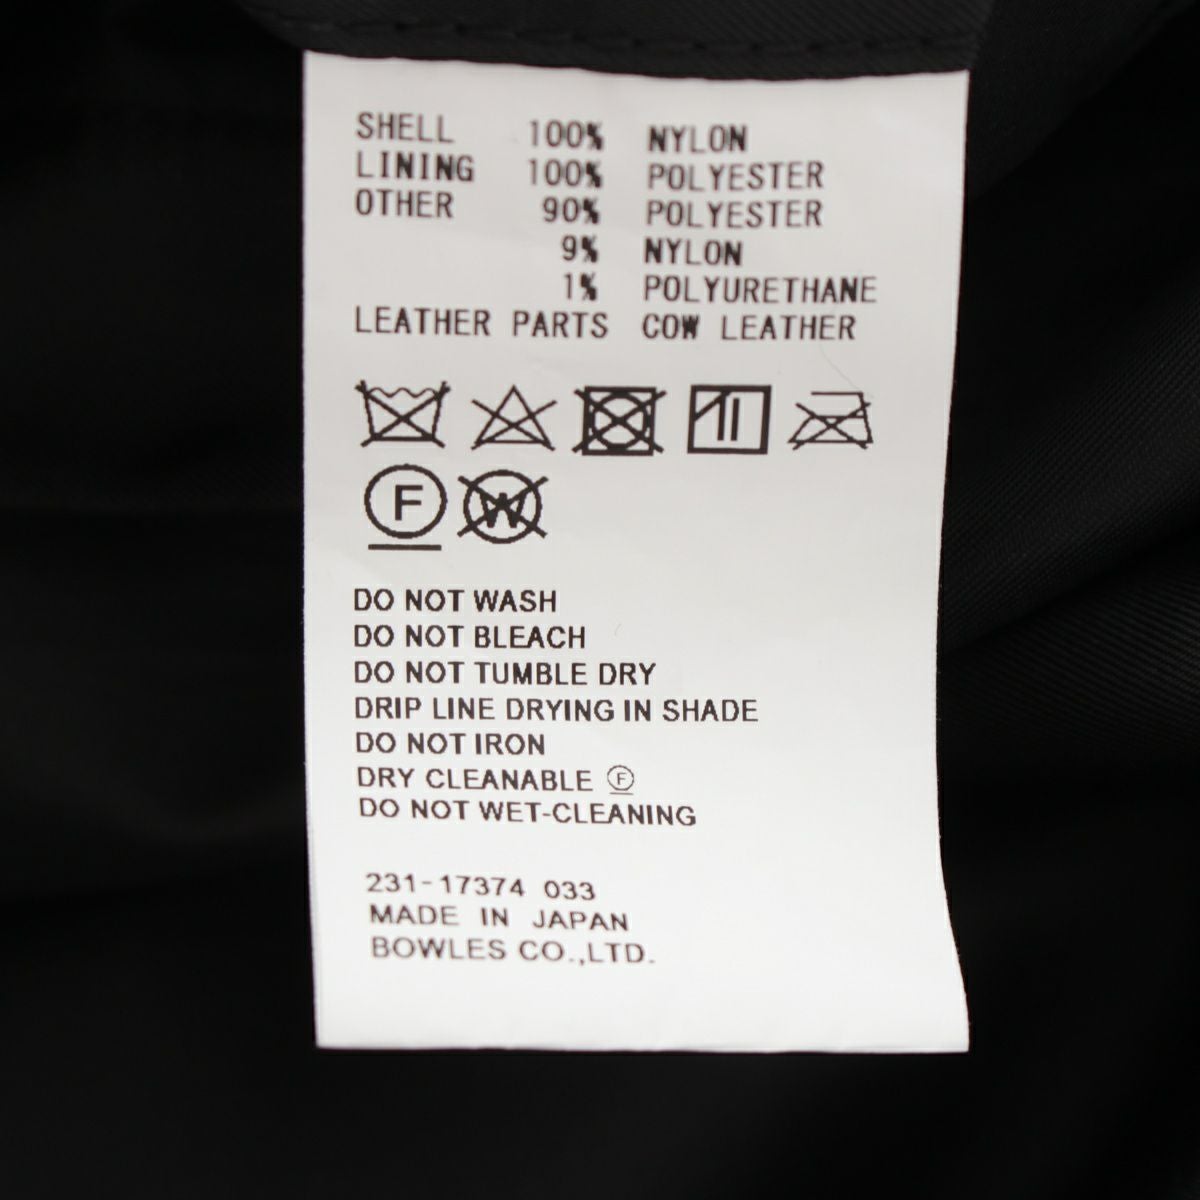 SHELL 100% NYLON
LINING 100% POLYESTER
OTHER 90% POLYESTER
9% NYLON
1% POLYURETHANE
LEATHER PARTS COW LEATHER
F W
DO NOT WASH
DO NOT BLEACH
DO NOT TUMBLE DRY
DRIP LINE DRYING IN SHADE
DO NOT IRON
DRY CLEANABLE Ⓕ
DO NOT WET-CLEANING
231-17374 033
MADE IN JAPAN
BOWLES CO.,LTD.